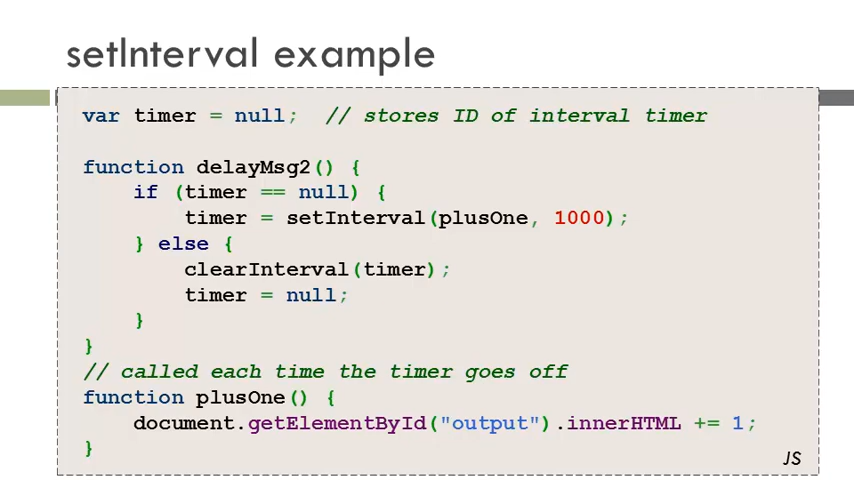 setInterval example
var timer = null;  // stores ID of interval timer
function delayMsg2() {
if (timer == null) {
timer = setInterval(plusOne, 1000);
} else {
clearInterval(timer);
timer = null;
}
}
// called each time the timer goes off
function plusOne() {
document.getElementById("output").innerHTML += 1;
}
JS